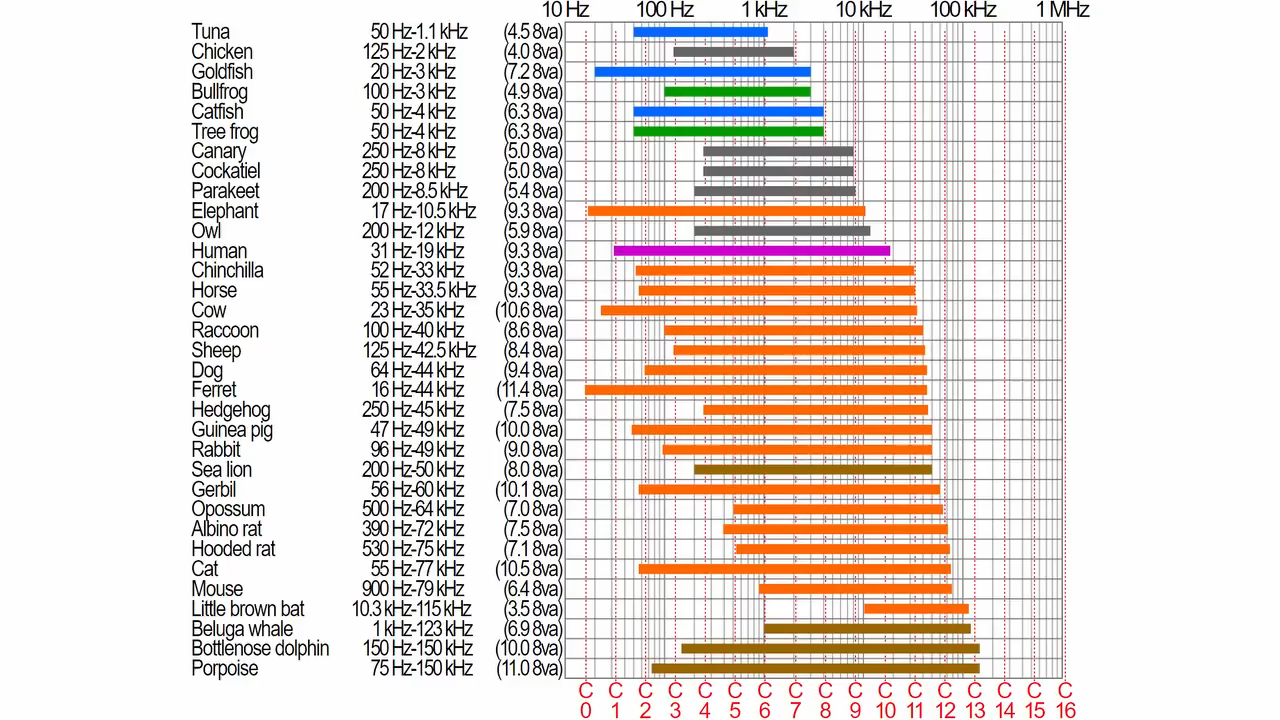 10 Hz 100 Hz 1 kHz 10 kHz 100 kHz 1 MHz
Tuna 50 Hz-1.1 kHz (4.5 8va)
Chicken 125 Hz-2 kHz (4.0 8va)
Goldfish 20 Hz-3 kHz (7.2 8va)
Bullfrog 100 Hz-3 kHz (4.9 8va)
Catfish 50 Hz-4 kHz (6.3 8va)
Tree frog 50 Hz-4 kHz (6.3 8va)
Canary 250 Hz-8 kHz (5.0 8va)
Cockatiel 250 Hz-8 kHz (5.0 8va)
Parakeet 200 Hz-8.5 kHz (5.4 8va)
Elephant 17 Hz-10.5 kHz (9.3 8va)
Owl 200 Hz-12 kHz (5.9 8va)
Human 31 Hz-19 kHz (9.3 8va)
Chinchilla 52 Hz-33 kHz (9.3 8va)
Horse 55 Hz-33.5 kHz (9.3 8va)
Cow 23 Hz-35 kHz (10.6 8va)
Raccoon 100 Hz-40 kHz (8.6 8va)
Sheep 125 Hz-42.5 kHz (8.4 8va)
Dog 64 Hz-44 kHz (9.4 8va)
Ferret 16 Hz-44 kHz (11.4 8va)
Hedgehog 250 Hz-45 kHz (7.5 8va)
Guinea pig 47 Hz-49 kHz (10.0 8va)
Rabbit 96 Hz-49 kHz (9.0 8va)
Sea lion 200 Hz-50 kHz (8.0 8va)
Gerbil 56 Hz-60 kHz (10.1 8va)
Opossum 500 Hz-64 kHz (7.0 8va)
Albino rat 390 Hz-72 kHz (7.5 8va)
Hooded rat 530 Hz-75 kHz (7.1 8va)
Cat 55 Hz-77 kHz (10.5 8va)
Mouse 900 Hz-79 kHz (6.4 8va)
Little brown bat 10.3 kHz-115 kHz (3.5 8va)
Beluga whale 1 kHz-123 kHz (6.9 8va)
Bottlenose dolphin 150 Hz-150 kHz (10.0 8va)
Porpoise 75 Hz-150 kHz (11.0 8va)
C C C C C C C C C C C C C C C C C
0 1 2 3 4 5 6 7 8 9 10 11 12 13 14 15 16